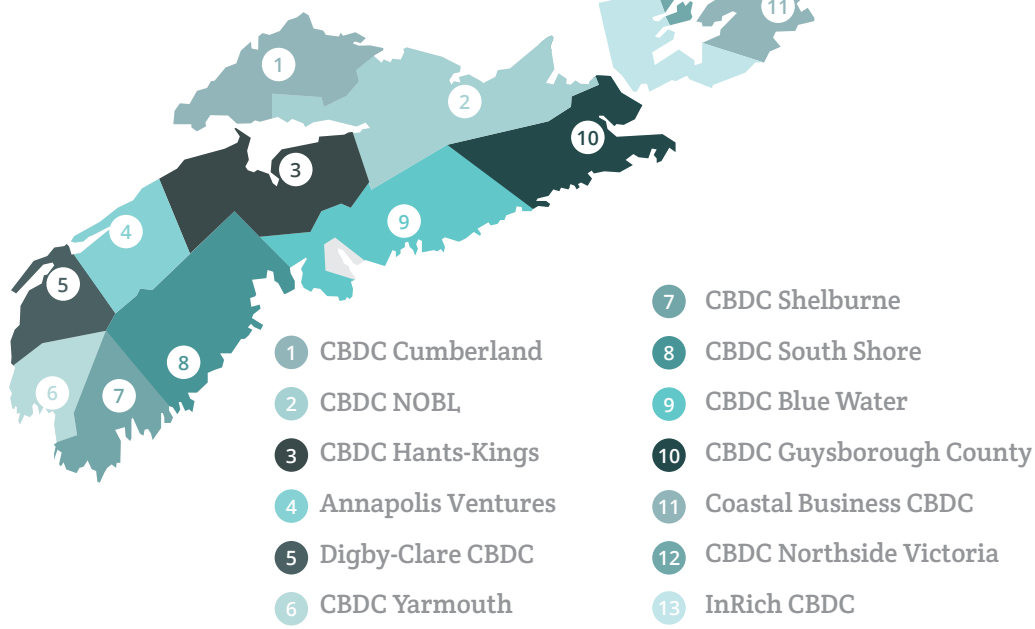 11
1
2
10
3
9
4
5
8
6
7
1 CBDC Cumberland
2 CBDC NOBL
3 CBDC Hants-Kings
4 Annapolis Ventures
5 Digby-Clare CBDC
6 CBDC Yarmouth
7 CBDC Shelburne
8 CBDC South Shore
9 CBDC Blue Water
10 CBDC Guysborough County
11 Coastal Business CBDC
12 CBDC Northside Victoria
13 InRich CBDC